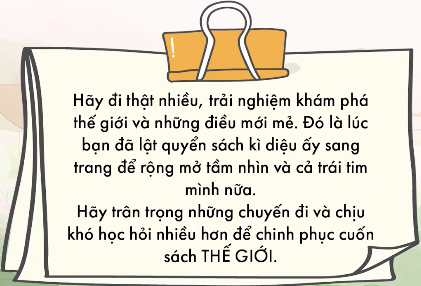 Hãy đi thật nhiều, trải nghiệm khám phá
thế giới và những điều mới mẻ. Đó là lúc
bạn đã lật quyển sách kì diệu ấy sang
trang để rộng mở tầm nhìn và cả trái tim
mình nữa.
Hãy trân trọng những chuyến đi và chịu
khó học hỏi nhiều hơn để chinh phục cuốn
sách THẾ GIỚI.